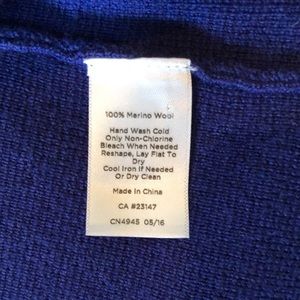 100% Merino Wool
Hand Wash Cold
Only Non-Chlorine
Bleach When Needed
Reshape, Lay Flat To
Dry
Cool Iron If Needed
Or Dry Clean
Made In China
CA #23147
CN4945 05/16